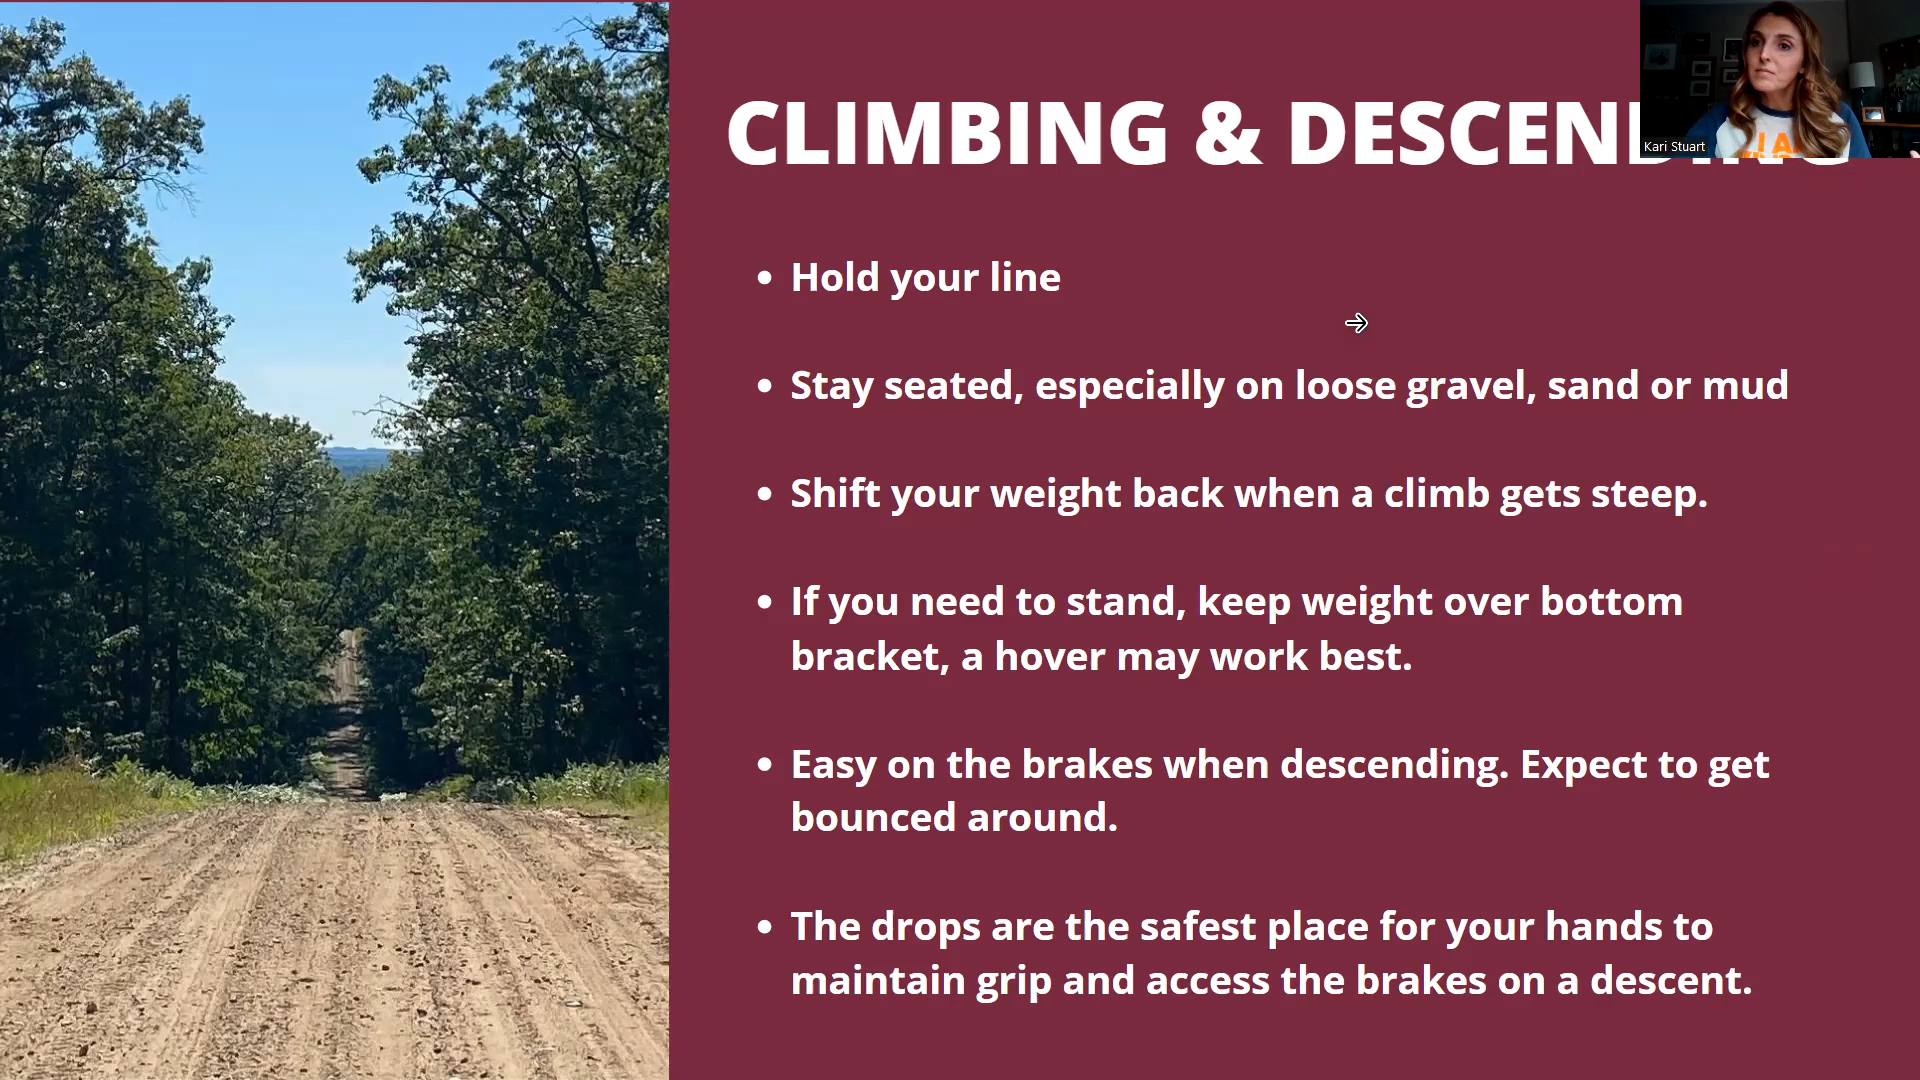 CLIMBING & DESCENDING
Kari Stuart
I A
• Hold your line
• Stay seated, especially on loose gravel, sand or mud
• Shift your weight back when a climb gets steep.
• If you need to stand, keep weight over bottom
bracket, a hover may work best.
• Easy on the brakes when descending. Expect to get
bounced around.
• The drops are the safest place for your hands to
maintain grip and access the brakes on a descent.